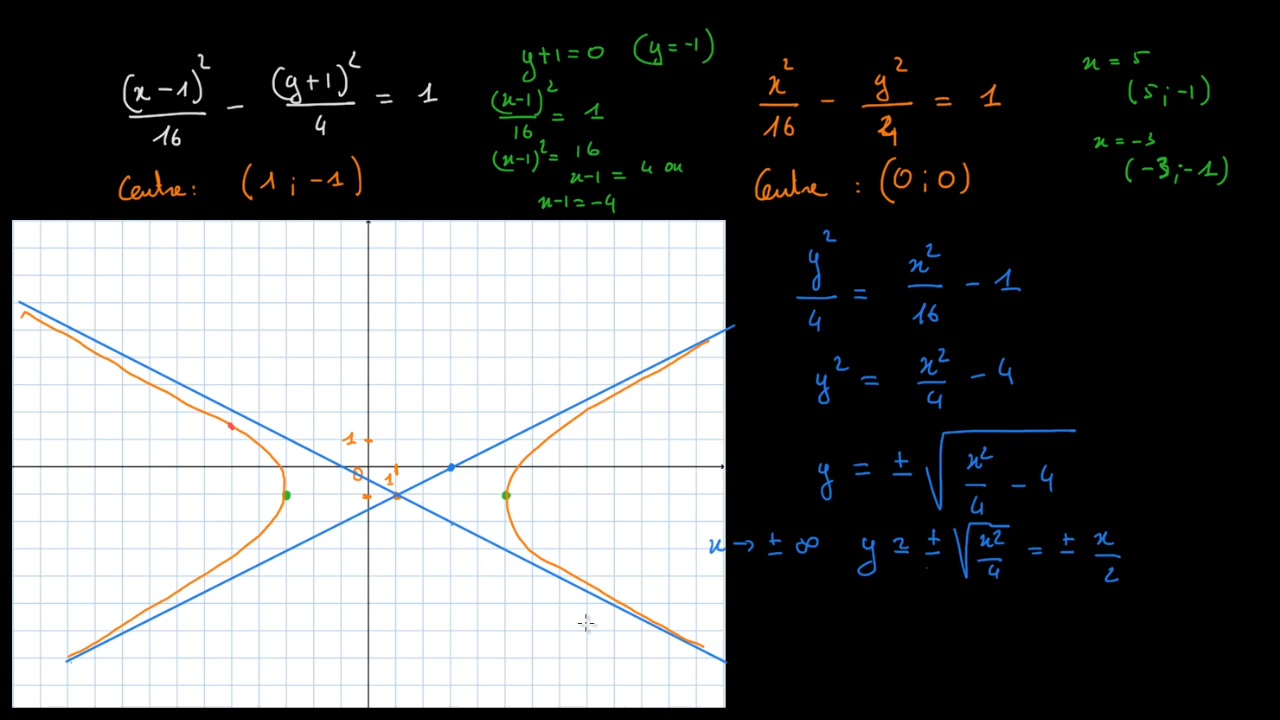 (x-1)²/16 - (y+1)²/4 = 1
Centre : (1 ; -1)
y+1 = 0 (y = -1)
(x-1)²/16 = 1
(x-1)² = 16
x-1 = 4 ou
x-1 = -4
x²/16 - y²/4 = 1
Centre : (0 ; 0)
x = 5
(5 ; -1)
x = -3
(-3 ; -1)
1
0
1
y²/4 = x²/16 - 1
y² = x²/4 - 4
y = ± √(x²/4 - 4)
x → ± ∞ y ≃ ± √(x²/4) = ± x/2